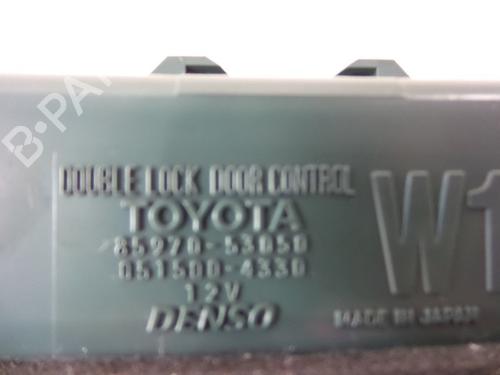 DOUBLE LOCK DOOR CONTROL
TOYOTA
85970-53050
051500-4330
12V
DENSO
W1
MADE IN JAPAN
B-PA